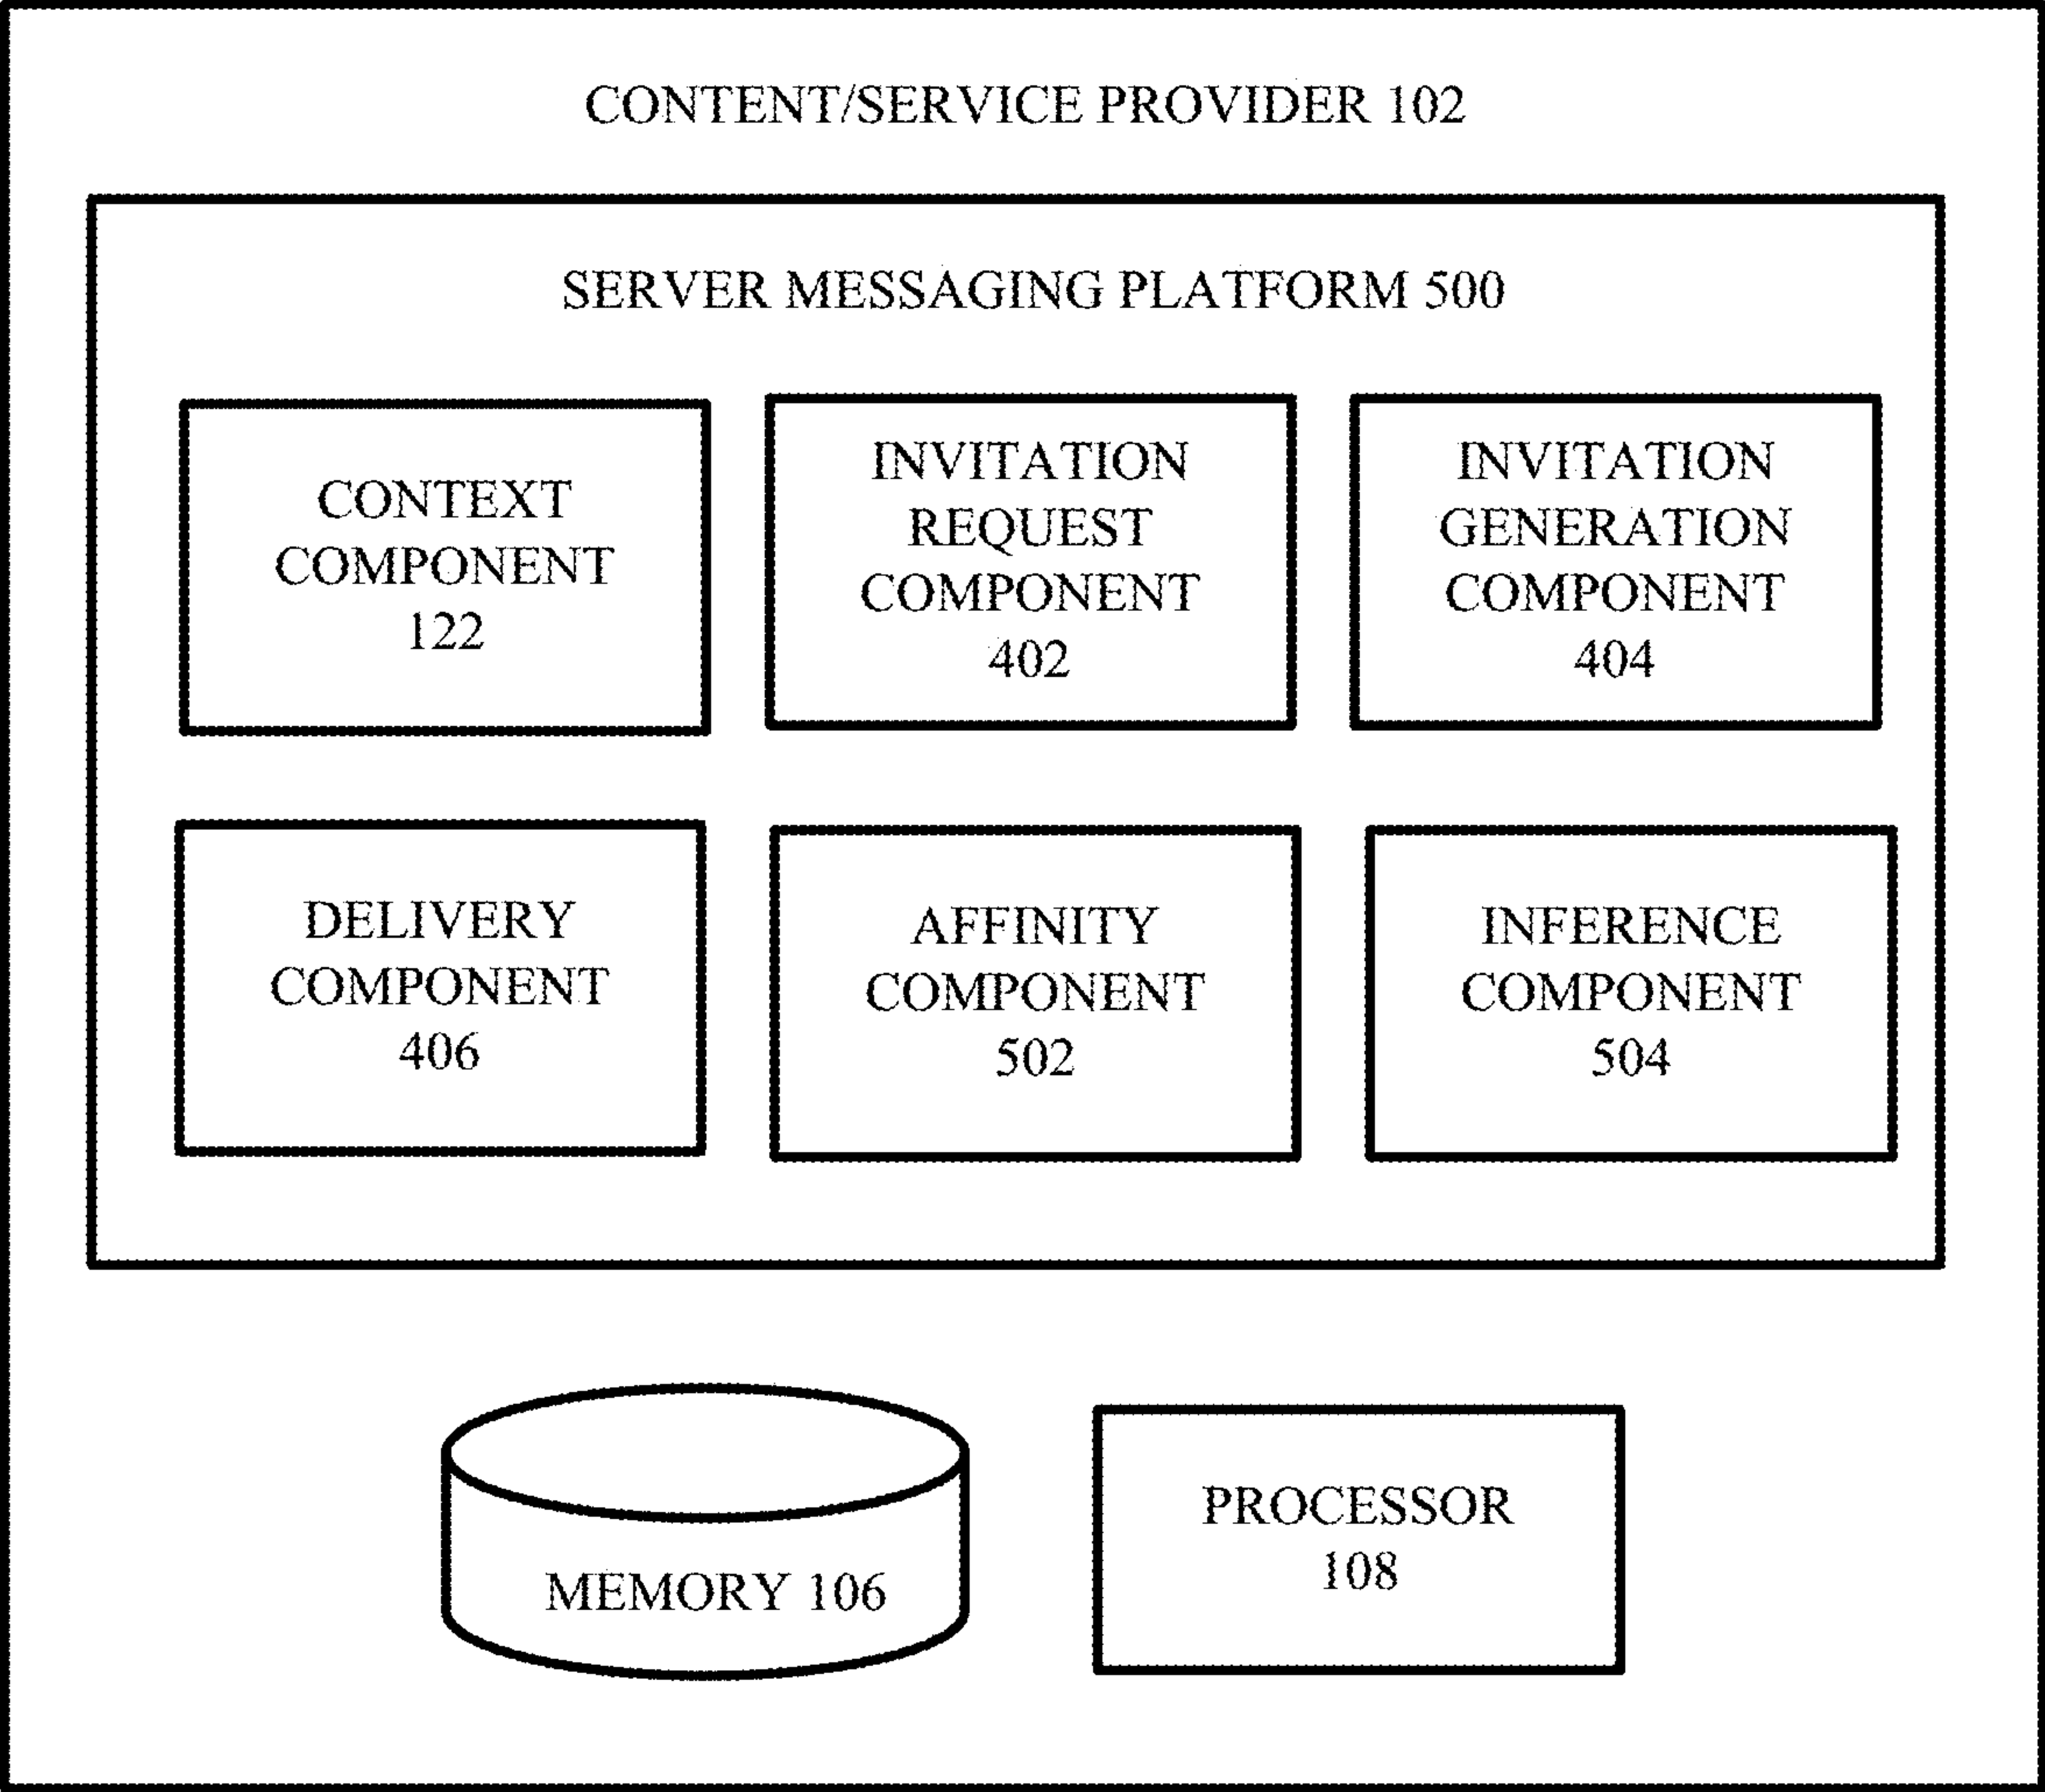 CONTENT/SERVICE PROVIDER 102
SERVER MESSAGING PLATFORM 500
CONTEXT
COMPONENT
122
INVITATION
REQUEST
COMPONENT
402
INVITATION
GENERATION
COMPONENT
404
DELIVERY
COMPONENT
406
AFFINITY
COMPONENT
502
INFERENCE
COMPONENT
504
MEMORY 106
PROCESSOR
108